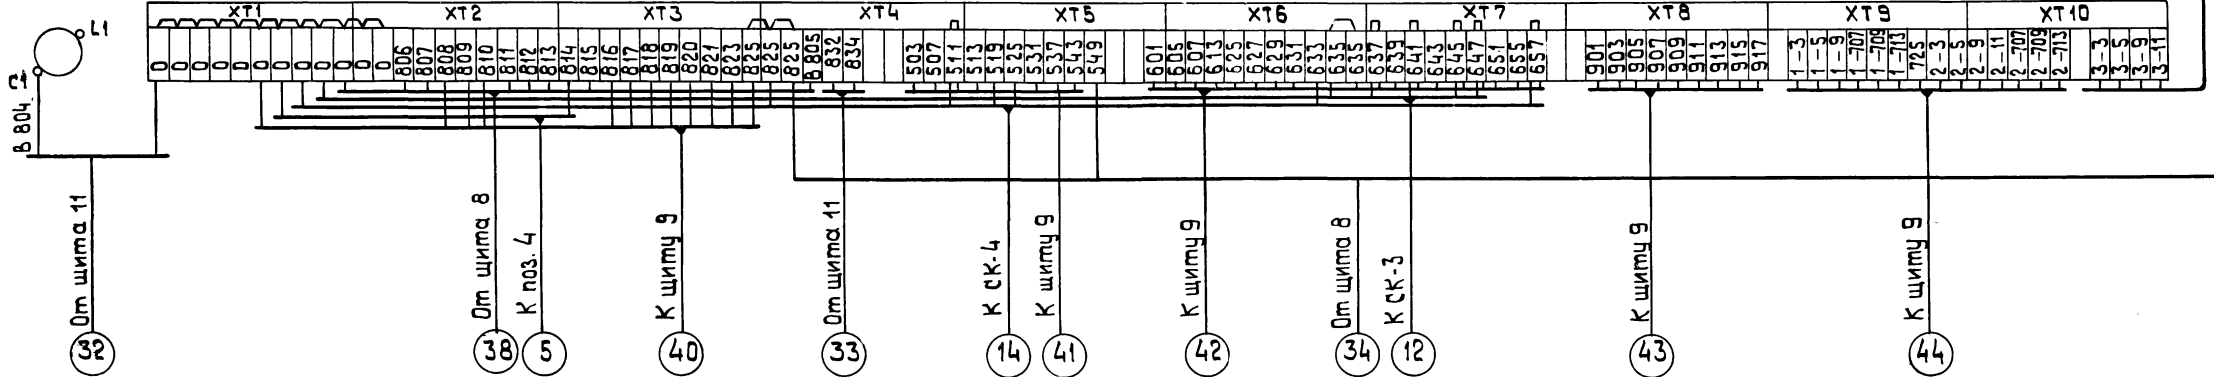 XT1 XT2 XT3 XT4 XT5 XT6 XT7 XT8 XT9 XT10
L1
C1
0 0 0 0 0 0 0 0 0 0 0 0 806 807 808 809 810 811 812 813 814 815 816 817 818 819 820 821 823 825 825 825 В 805 832 834 503 507 511 513 519 525 531 537 543 549 601 605 607 613 625 627 629 631 633 635 635 637 639 641 643 645 647 651 655 657 901 903 905 907 909 911 913 915 917 1-3 1-5 1-9 1-707 1-709 1-713 725 2-3 2-5 2-9 2-11 2-707 2-709 2-713 3-3 3-5 3-9 3-11
В 804
От щита 11
От щита 8
К поз. 4
К щиту 9
От щита 11
К СК-4
К щиту 9
К щиту 9
От щита 8
К СК-3
К щиту 9
К щиту 9
32 38 5 40 33 14 41 42 34 12 43 44